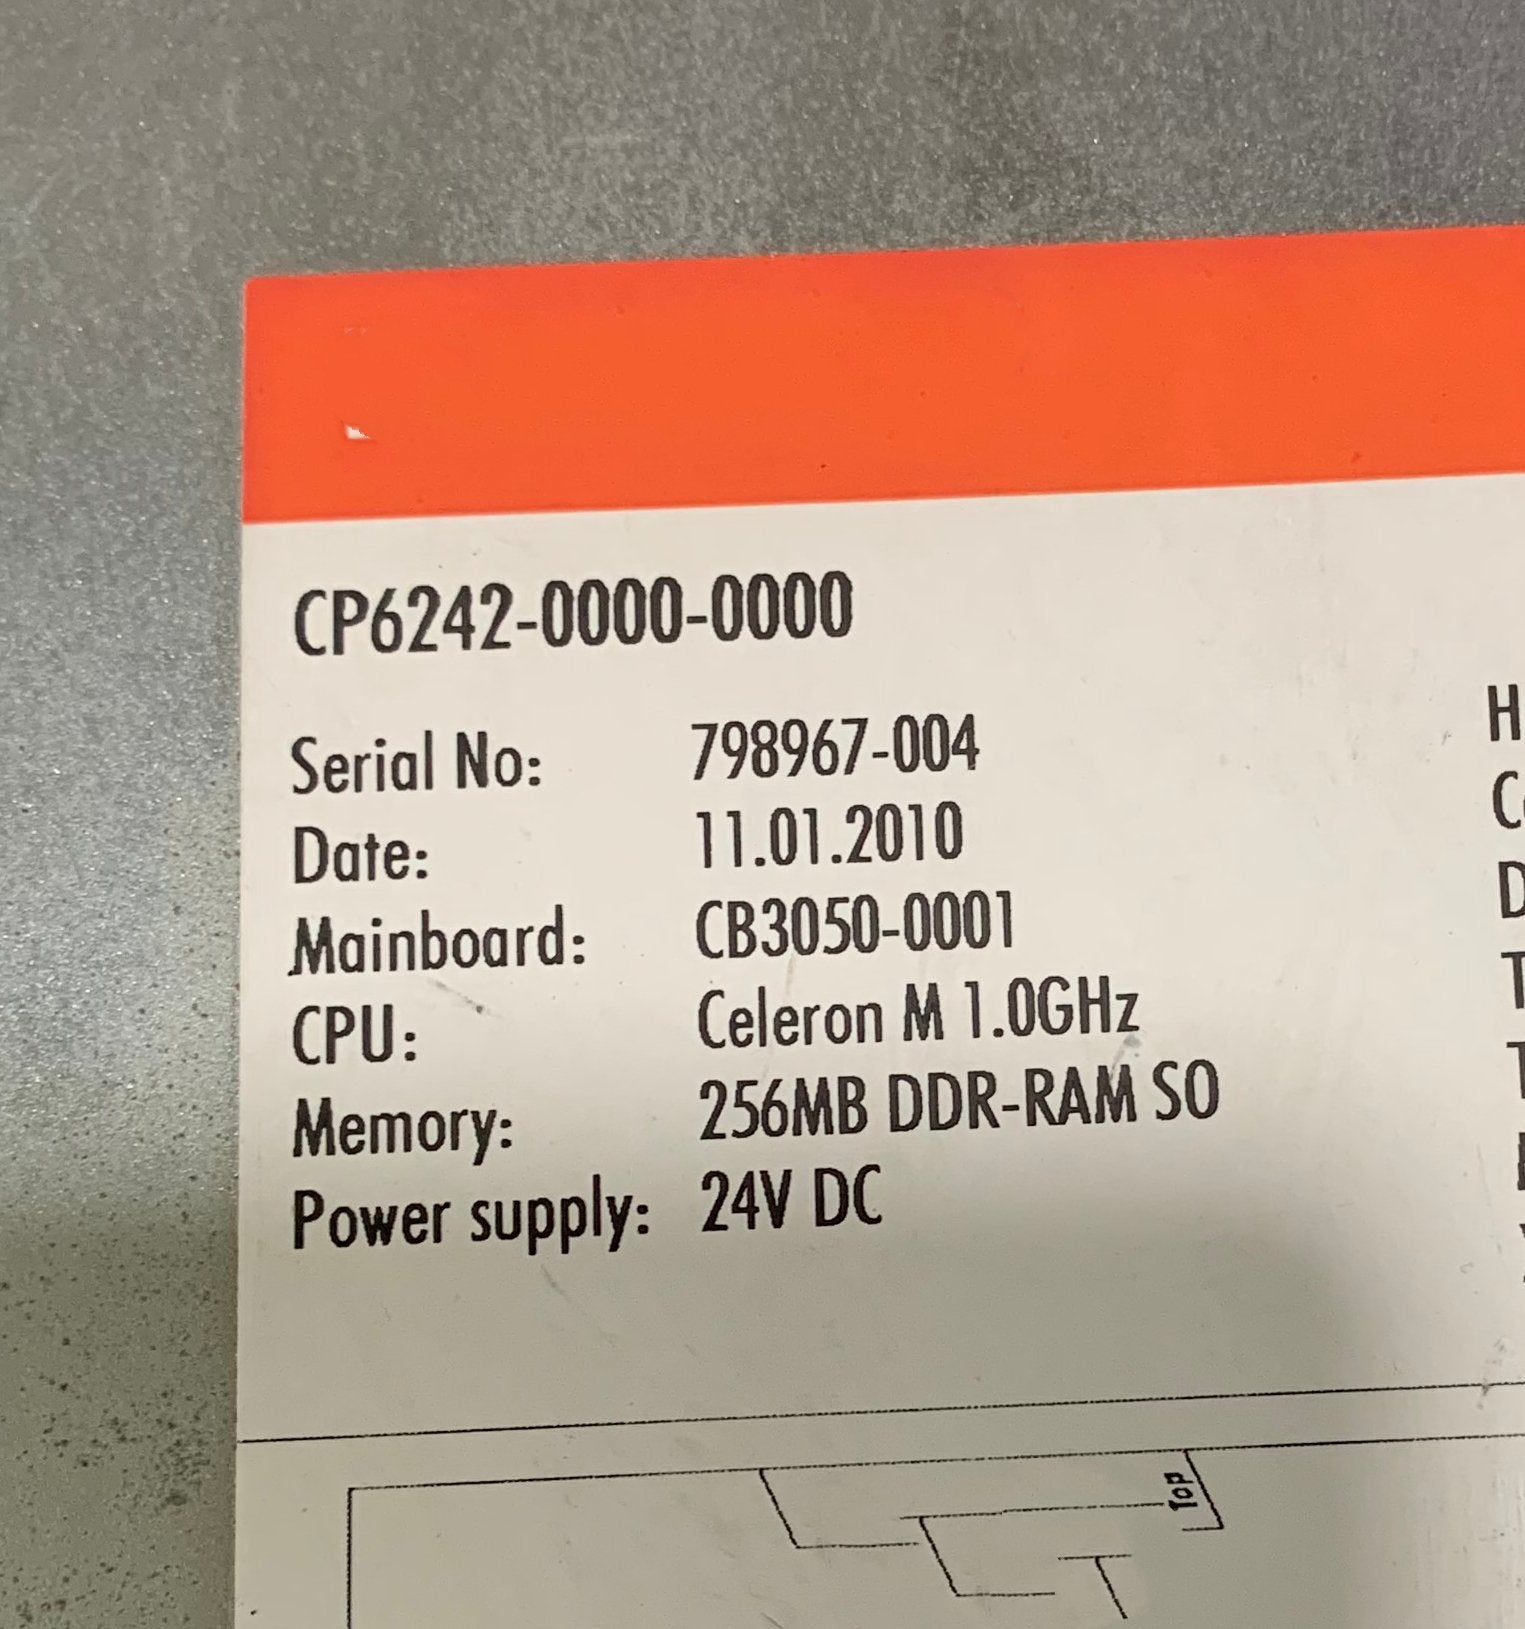 CP6242-0000-0000
Serial No: 798967-004
Date: 11.01.2010
Mainboard: CB3050-0001
CPU: Celeron M 1.0GHz
Memory: 256MB DDR-RAM SO
Power supply: 24V DC
Top